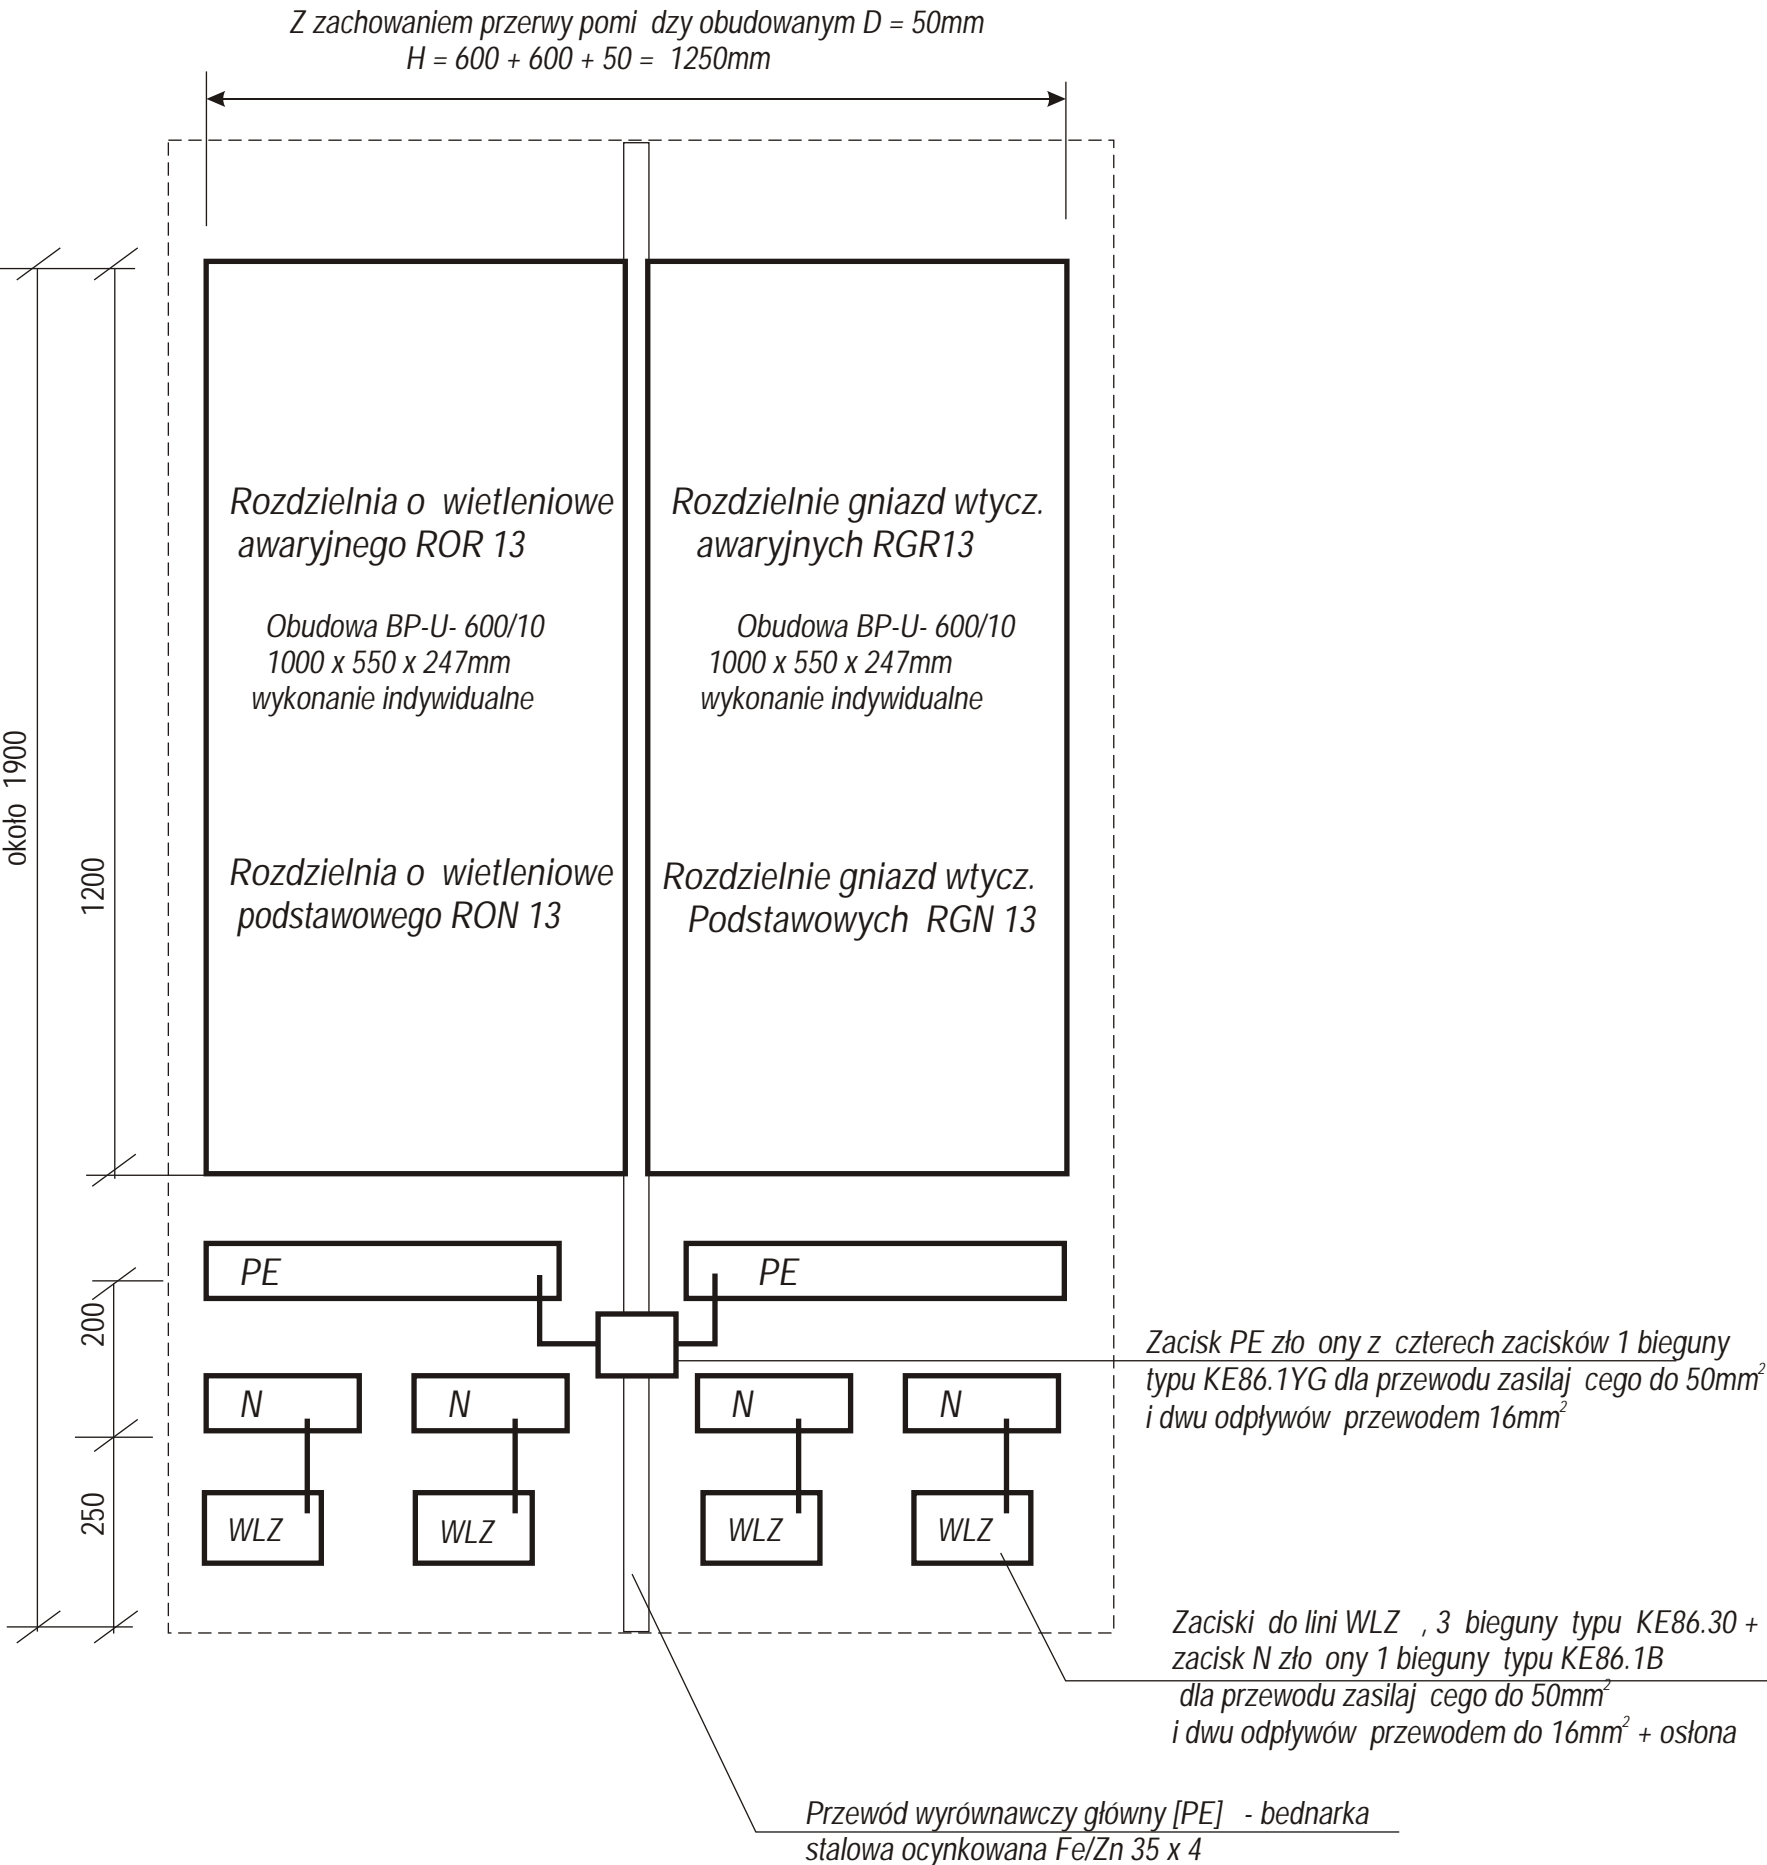 Z zachowaniem przerwy pomi dzy obudowanym D = 50mm
H = 600 + 600 + 50 = 1250mm
Rozdzielnia o wietleniowe
awaryjnego ROR 13
Obudowa BP-U- 600/10
1000 x 550 x 247mm
wykonanie indywidualne
Rozdzielnia o wietleniowe
podstawowego RON 13
Rozdzielnie gniazd wtycz.
awaryjnych RGR13
Obudowa BP-U- 600/10
1000 x 550 x 247mm
wykonanie indywidualne
Rozdzielnie gniazd wtycz.
Podstawowych RGN 13
około 1900
1200
200
250
PE
PE
N
N
N
N
WLZ
WLZ
WLZ
WLZ
Zacisk PE zło ony z czterech zacisków 1 bieguny
typu KE86.1YG dla przewodu zasilaj cego do 50mm²
i dwu odpływów przewodem 16mm²
Zaciski do lini WLZ , 3 bieguny typu KE86.30 +
zacisk N zło ony 1 bieguny typu KE86.1B
dla przewodu zasilaj cego do 50mm²
i dwu odpływów przewodem do 16mm² + osłona
Przewód wyrównawczy główny [PE] - bednarka
stalowa ocynkowana Fe/Zn 35 x 4